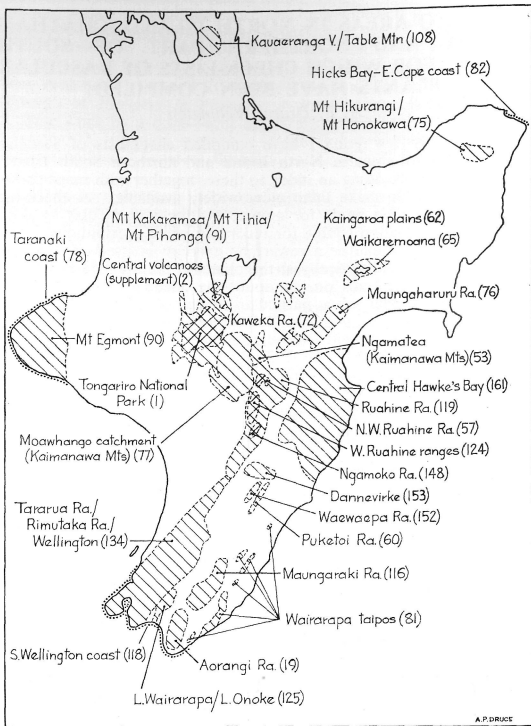 Kauaeranga V./Table Mtn (108)
Hicks Bay–E.Cape coast (82)
Mt Hikurangi/
Mt Honokawa (75)
Mt Kakaramea/Mt Tihia/
Mt Pihanga (91)
Kaingaroa plains (62)
Waikaremoana (65)
Taranaki
coast (78)
Central volcanoes
(supplement) (2)
Maungaharuru Ra. (76)
Kaweka Ra. (72)
Mt Egmont (90)
Ngamatea
(Kaimanawa Mts) (53)
Tongariro National
Park (1)
Central Hawke's Bay (161)
Ruahine Ra. (119)
N.W. Ruahine Ra. (57)
Moawhango catchment
(Kaimanawa Mts) (77)
W. Ruahine ranges (124)
Ngamoko Ra. (148)
Dannevirke (153)
Tararua Ra./
Rimutaka Ra./
Wellington (134)
Waewaepa Ra. (152)
Puketoi Ra. (60)
Maungaraki Ra. (116)
Wairarapa taipos (81)
S.Wellington coast (118)
Aorangi Ra. (19)
L.Wairarapa/L.Onoke (125)
A.P. DRUCE